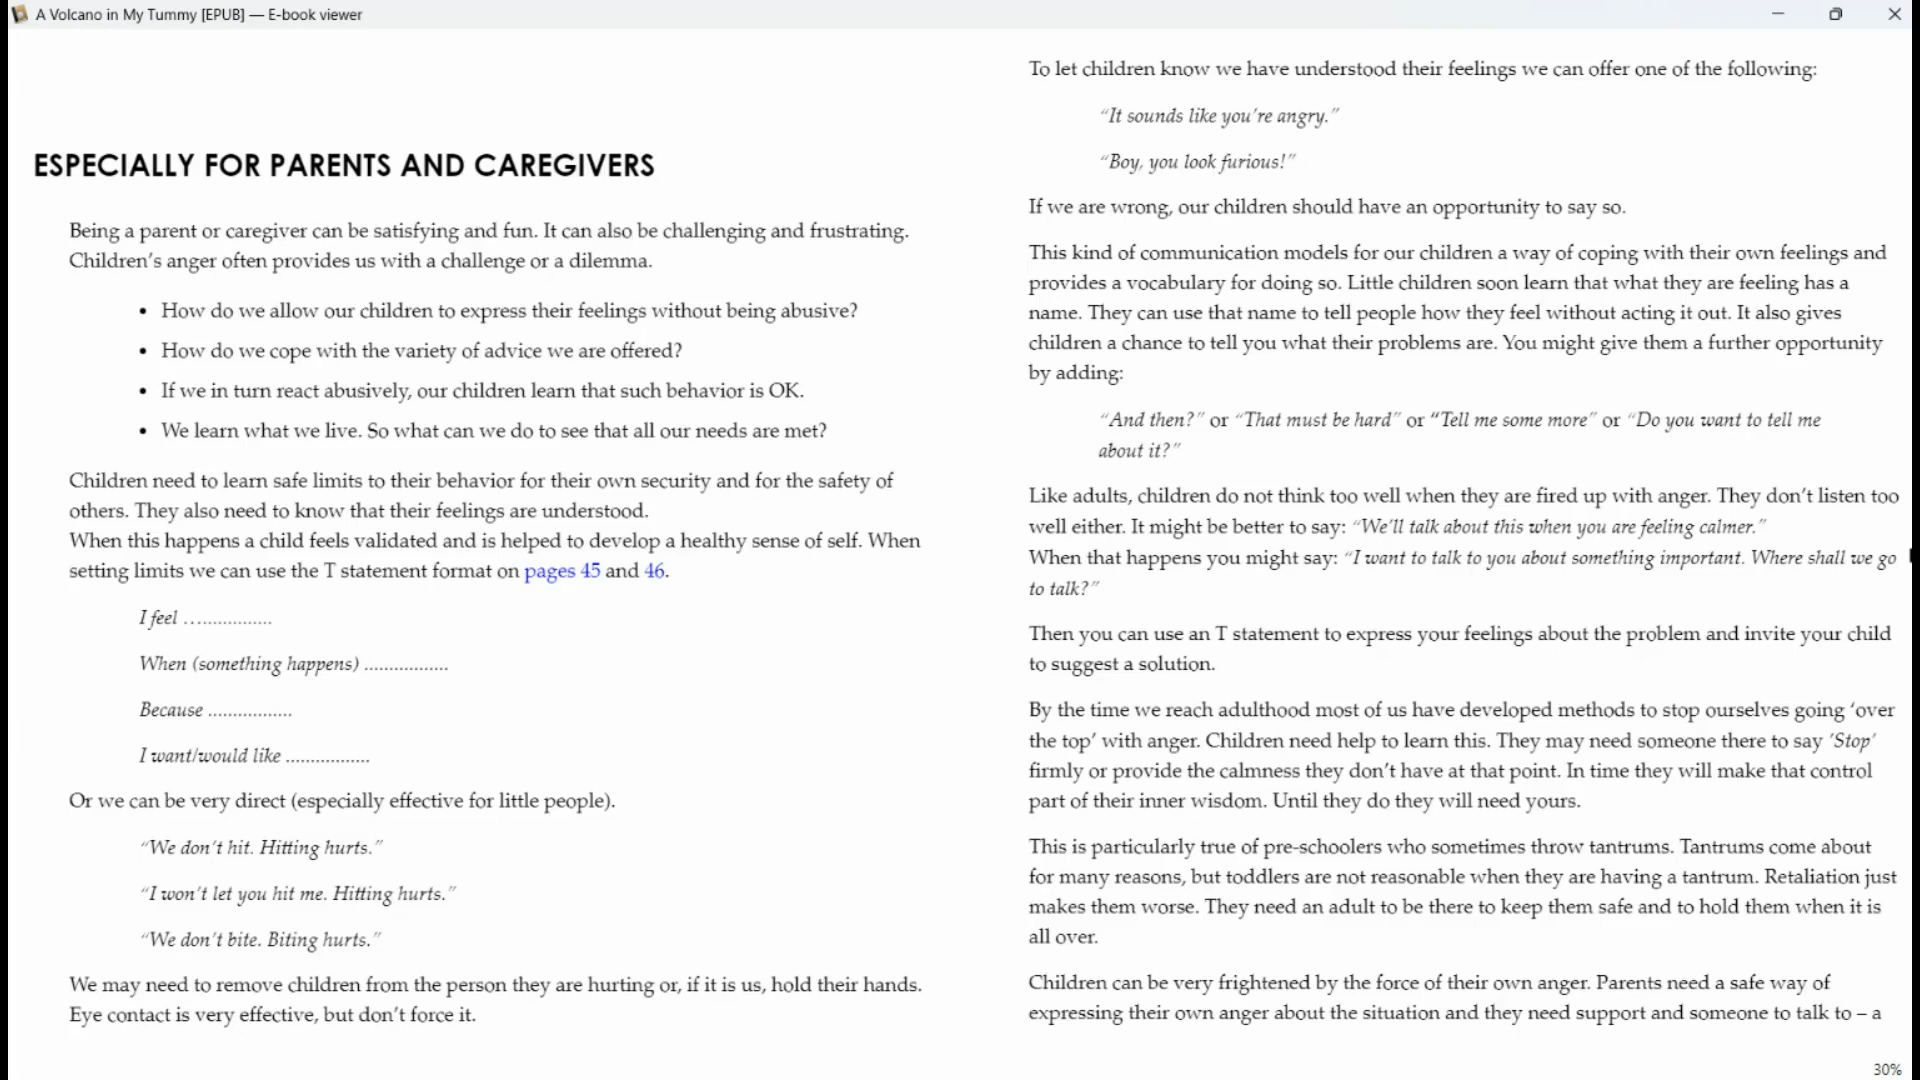 A Volcano in My Tummy [EPUB] — E-book viewer
ESPECIALLY FOR PARENTS AND CAREGIVERS
Being a parent or caregiver can be satisfying and fun. It can also be challenging and frustrating.
Children's anger often provides us with a challenge or a dilemma.
• How do we allow our children to express their feelings without being abusive?
• How do we cope with the variety of advice we are offered?
• If we in turn react abusively, our children learn that such behavior is OK.
• We learn what we live. So what can we do to see that all our needs are met?
Children need to learn safe limits to their behavior for their own security and for the safety of
others. They also need to know that their feelings are understood.
When this happens a child feels validated and is helped to develop a healthy sense of self. When
setting limits we can use the T statement format on pages 45 and 46.
I feel ….............
When (something happens) .................
Because .................
I want/would like .................
Or we can be very direct (especially effective for little people).
“We don't hit. Hitting hurts.”
“I won't let you hit me. Hitting hurts.”
“We don't bite. Biting hurts.”
We may need to remove children from the person they are hurting or, if it is us, hold their hands.
Eye contact is very effective, but don't force it.
To let children know we have understood their feelings we can offer one of the following:
“It sounds like you're angry.”
“Boy, you look furious!”
If we are wrong, our children should have an opportunity to say so.
This kind of communication models for our children a way of coping with their own feelings and
provides a vocabulary for doing so. Little children soon learn that what they are feeling has a
name. They can use that name to tell people how they feel without acting it out. It also gives
children a chance to tell you what their problems are. You might give them a further opportunity
by adding:
“And then?” or “That must be hard” or “Tell me some more” or “Do you want to tell me
about it?”
Like adults, children do not think too well when they are fired up with anger. They don't listen too
well either. It might be better to say: “We'll talk about this when you are feeling calmer.”
When that happens you might say: “I want to talk to you about something important. Where shall we go
to talk?”
Then you can use an T statement to express your feelings about the problem and invite your child
to suggest a solution.
By the time we reach adulthood most of us have developed methods to stop ourselves going ‘over
the top’ with anger. Children need help to learn this. They may need someone there to say ‘Stop’
firmly or provide the calmness they don't have at that point. In time they will make that control
part of their inner wisdom. Until they do they will need yours.
This is particularly true of pre-schoolers who sometimes throw tantrums. Tantrums come about
for many reasons, but toddlers are not reasonable when they are having a tantrum. Retaliation just
makes them worse. They need an adult to be there to keep them safe and to hold them when it is
all over.
Children can be very frightened by the force of their own anger. Parents need a safe way of
expressing their own anger about the situation and they need support and someone to talk to – a
30%